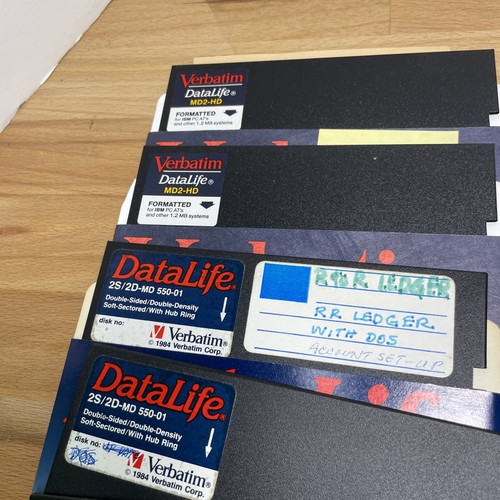 Verbatim
DataLife®
MD2-HD
FORMATTED
for IBM PC AT's
and other 1.2 MB systems
Verbatim
DataLife®
MD2-HD
FORMATTED
for IBM PC AT's
and other 1.2 MB systems
DataLife®
2S/2D-MD 550-01
Double-Sided/Double-Density
Soft-Sectored/With Hub Ring
disk no:
Verbatim
© 1984 Verbatim Corp.
LEDGER
RR LEDGER
WITH DOS
ACCOUNT SET-UP
DataLife®
2S/2D-MD 550-01
Double-Sided/Double-Density
Soft-Sectored/With Hub Ring
disk no:
Verbatim
© 1984 Verbatim Corp.